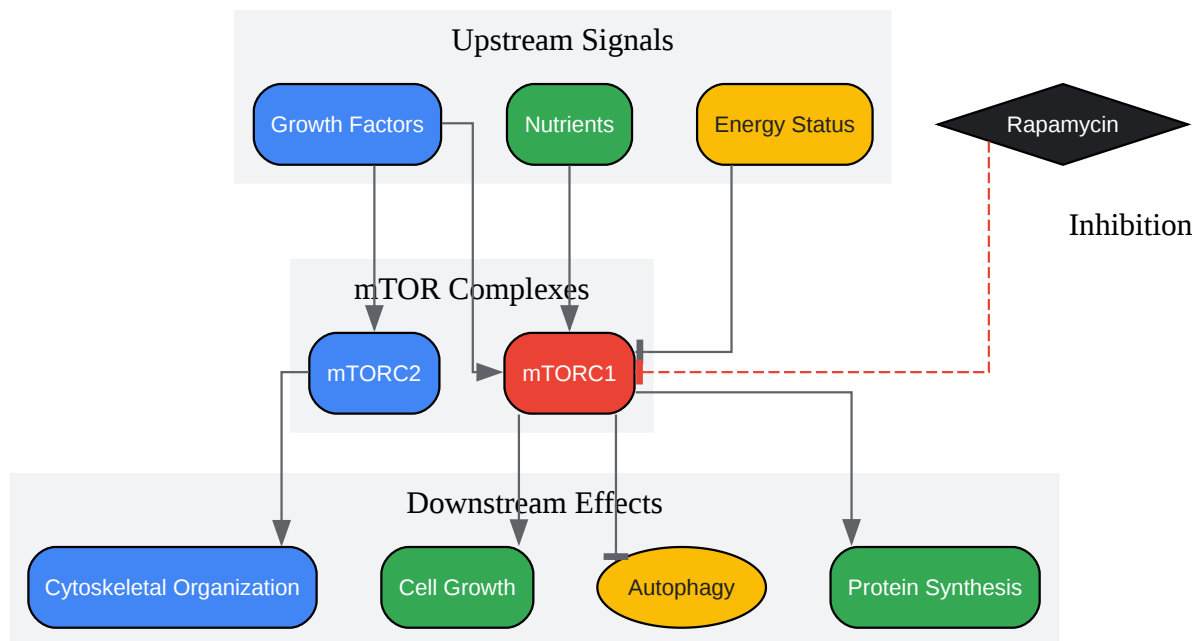 Upstream Signals
Growth Factors
Nutrients
Energy Status
Rapamycin
Inhibition
mTOR Complexes
mTORC2
mTORC1
Downstream Effects
Cytoskeletal Organization
Cell Growth
Autophagy
Protein Synthesis